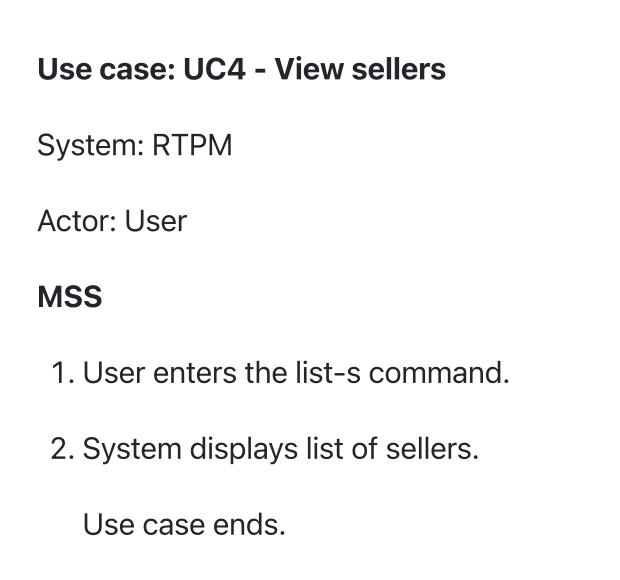 Use case: UC4 - View sellers
System: RTPM
Actor: User
MSS
1. User enters the list-s command.
2. System displays list of sellers.
Use case ends.